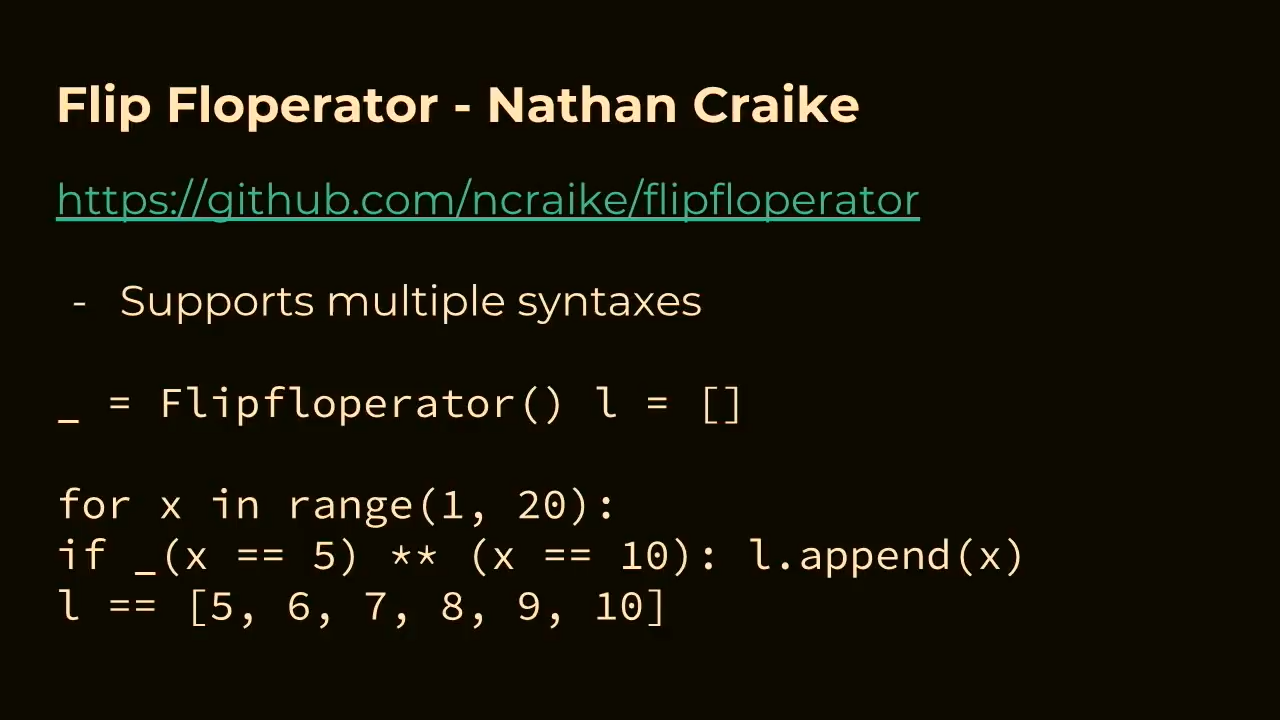 Flip Floperator - Nathan Craike
https://github.com/ncraike/flipfloperator
- Supports multiple syntaxes
_ = Flipfloperator() l = []
for x in range(1, 20):
if _(x == 5) ** (x == 10): l.append(x)
l == [5, 6, 7, 8, 9, 10]